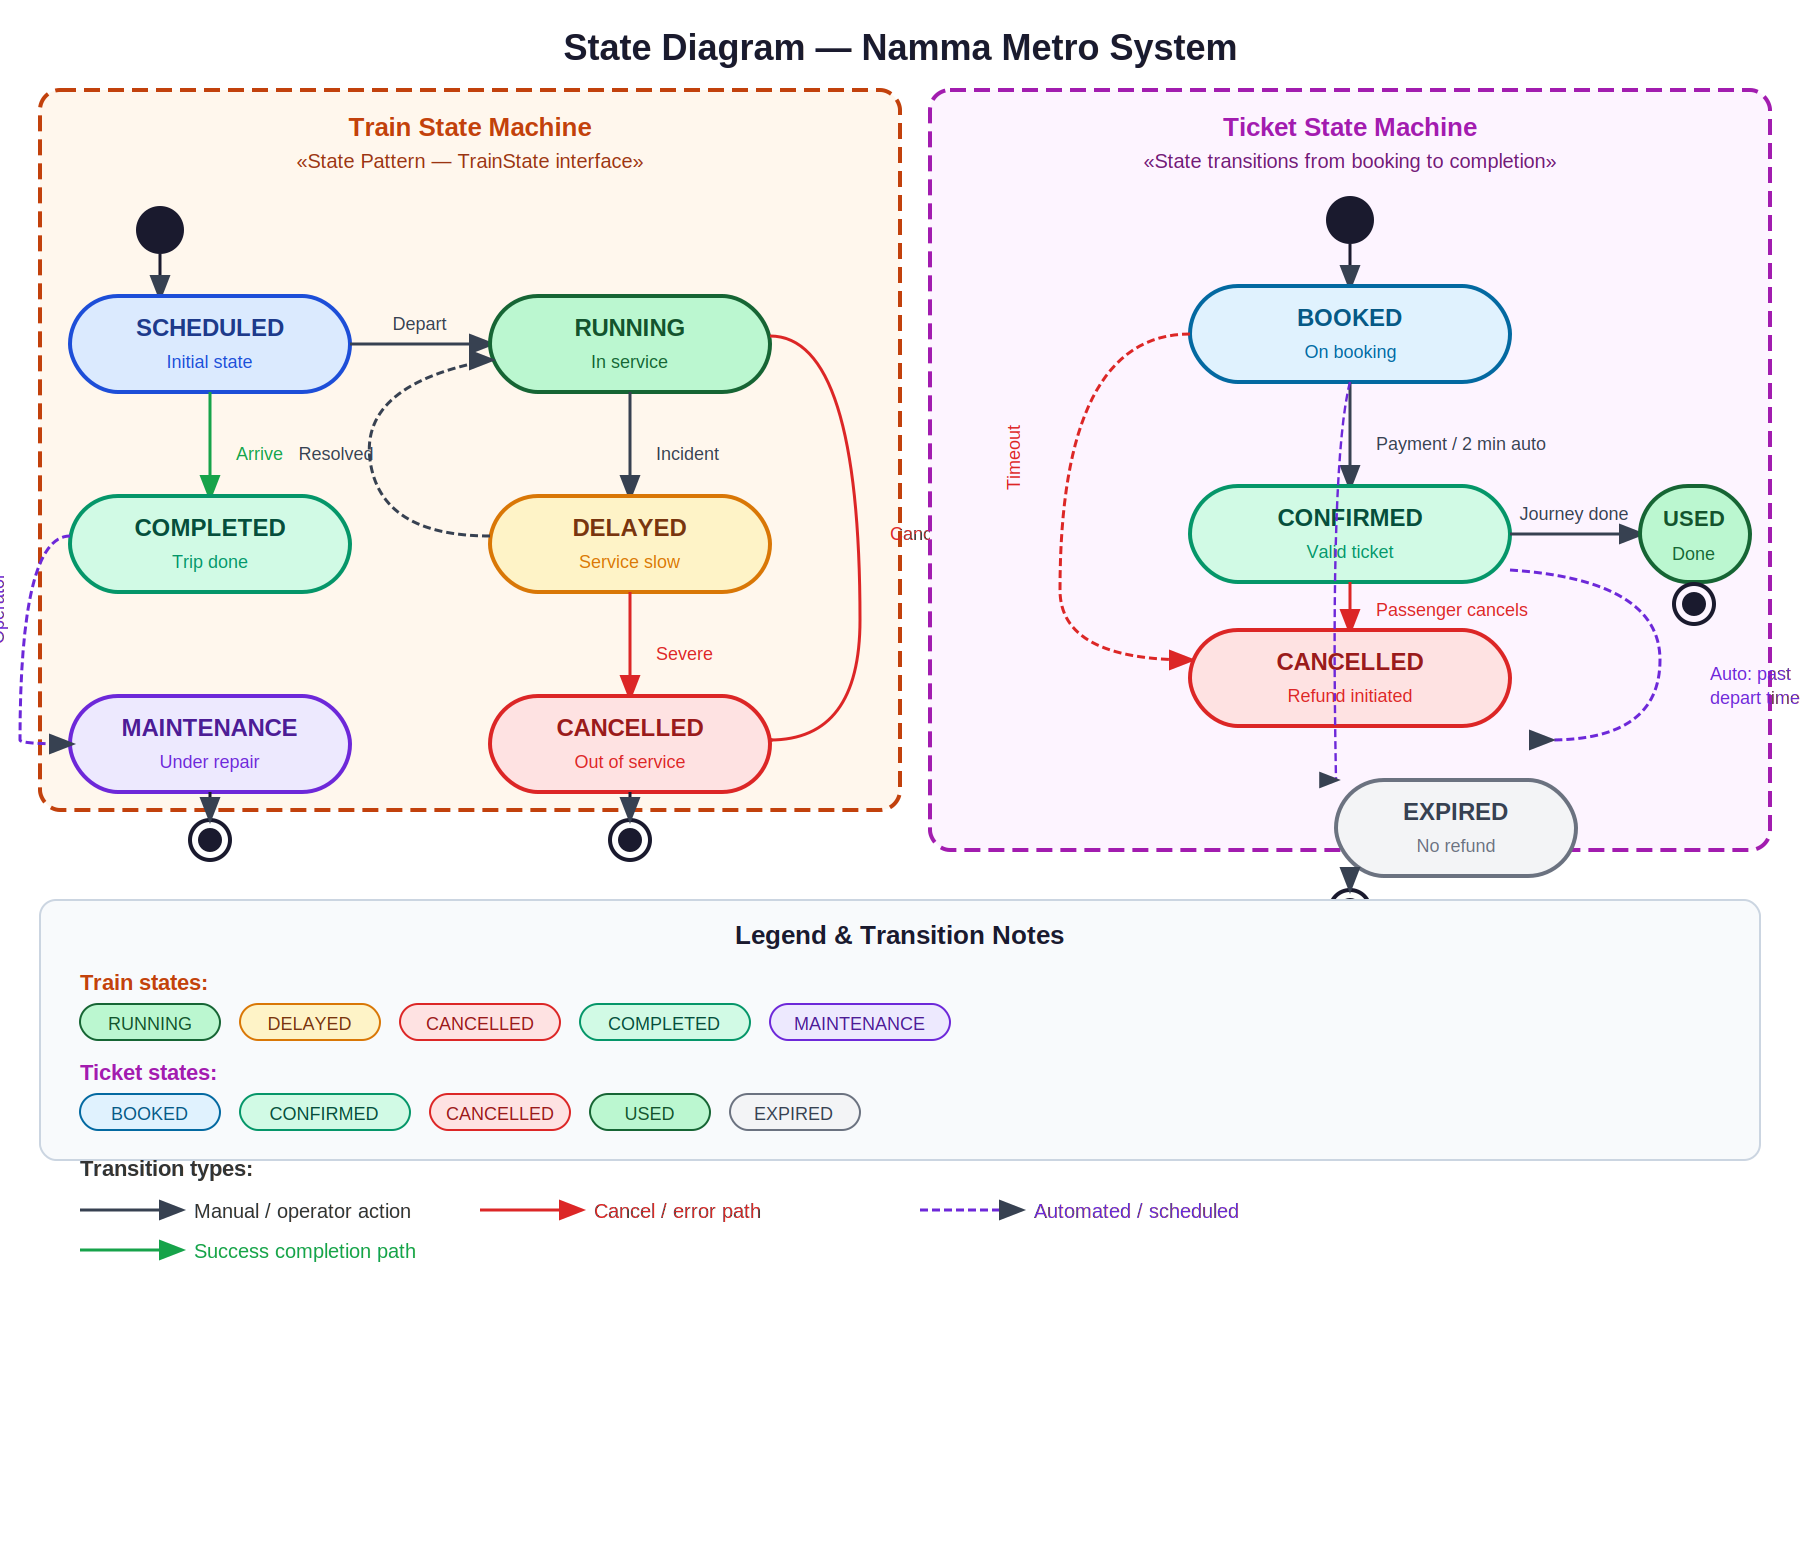 State Diagram — Namma Metro System
Train State Machine
«State Pattern — TrainState interface»
SCHEDULED
Initial state
Depart
RUNNING
In service
Arrive
Resolved
Incident
COMPLETED
Trip done
DELAYED
Service slow
Canc
Operator
Severe
MAINTENANCE
Under repair
CANCELLED
Out of service
Ticket State Machine
«State transitions from booking to completion»
BOOKED
On booking
Timeout
Payment / 2 min auto
CONFIRMED
Valid ticket
Journey done
USED
Done
Passenger cancels
CANCELLED
Refund initiated
Auto: past
depart time
EXPIRED
No refund
Legend & Transition Notes
Train states:
RUNNING DELAYED CANCELLED COMPLETED MAINTENANCE
Ticket states:
BOOKED CONFIRMED CANCELLED USED EXPIRED
Transition types:
Manual / operator action Cancel / error path Automated / scheduled
Success completion path